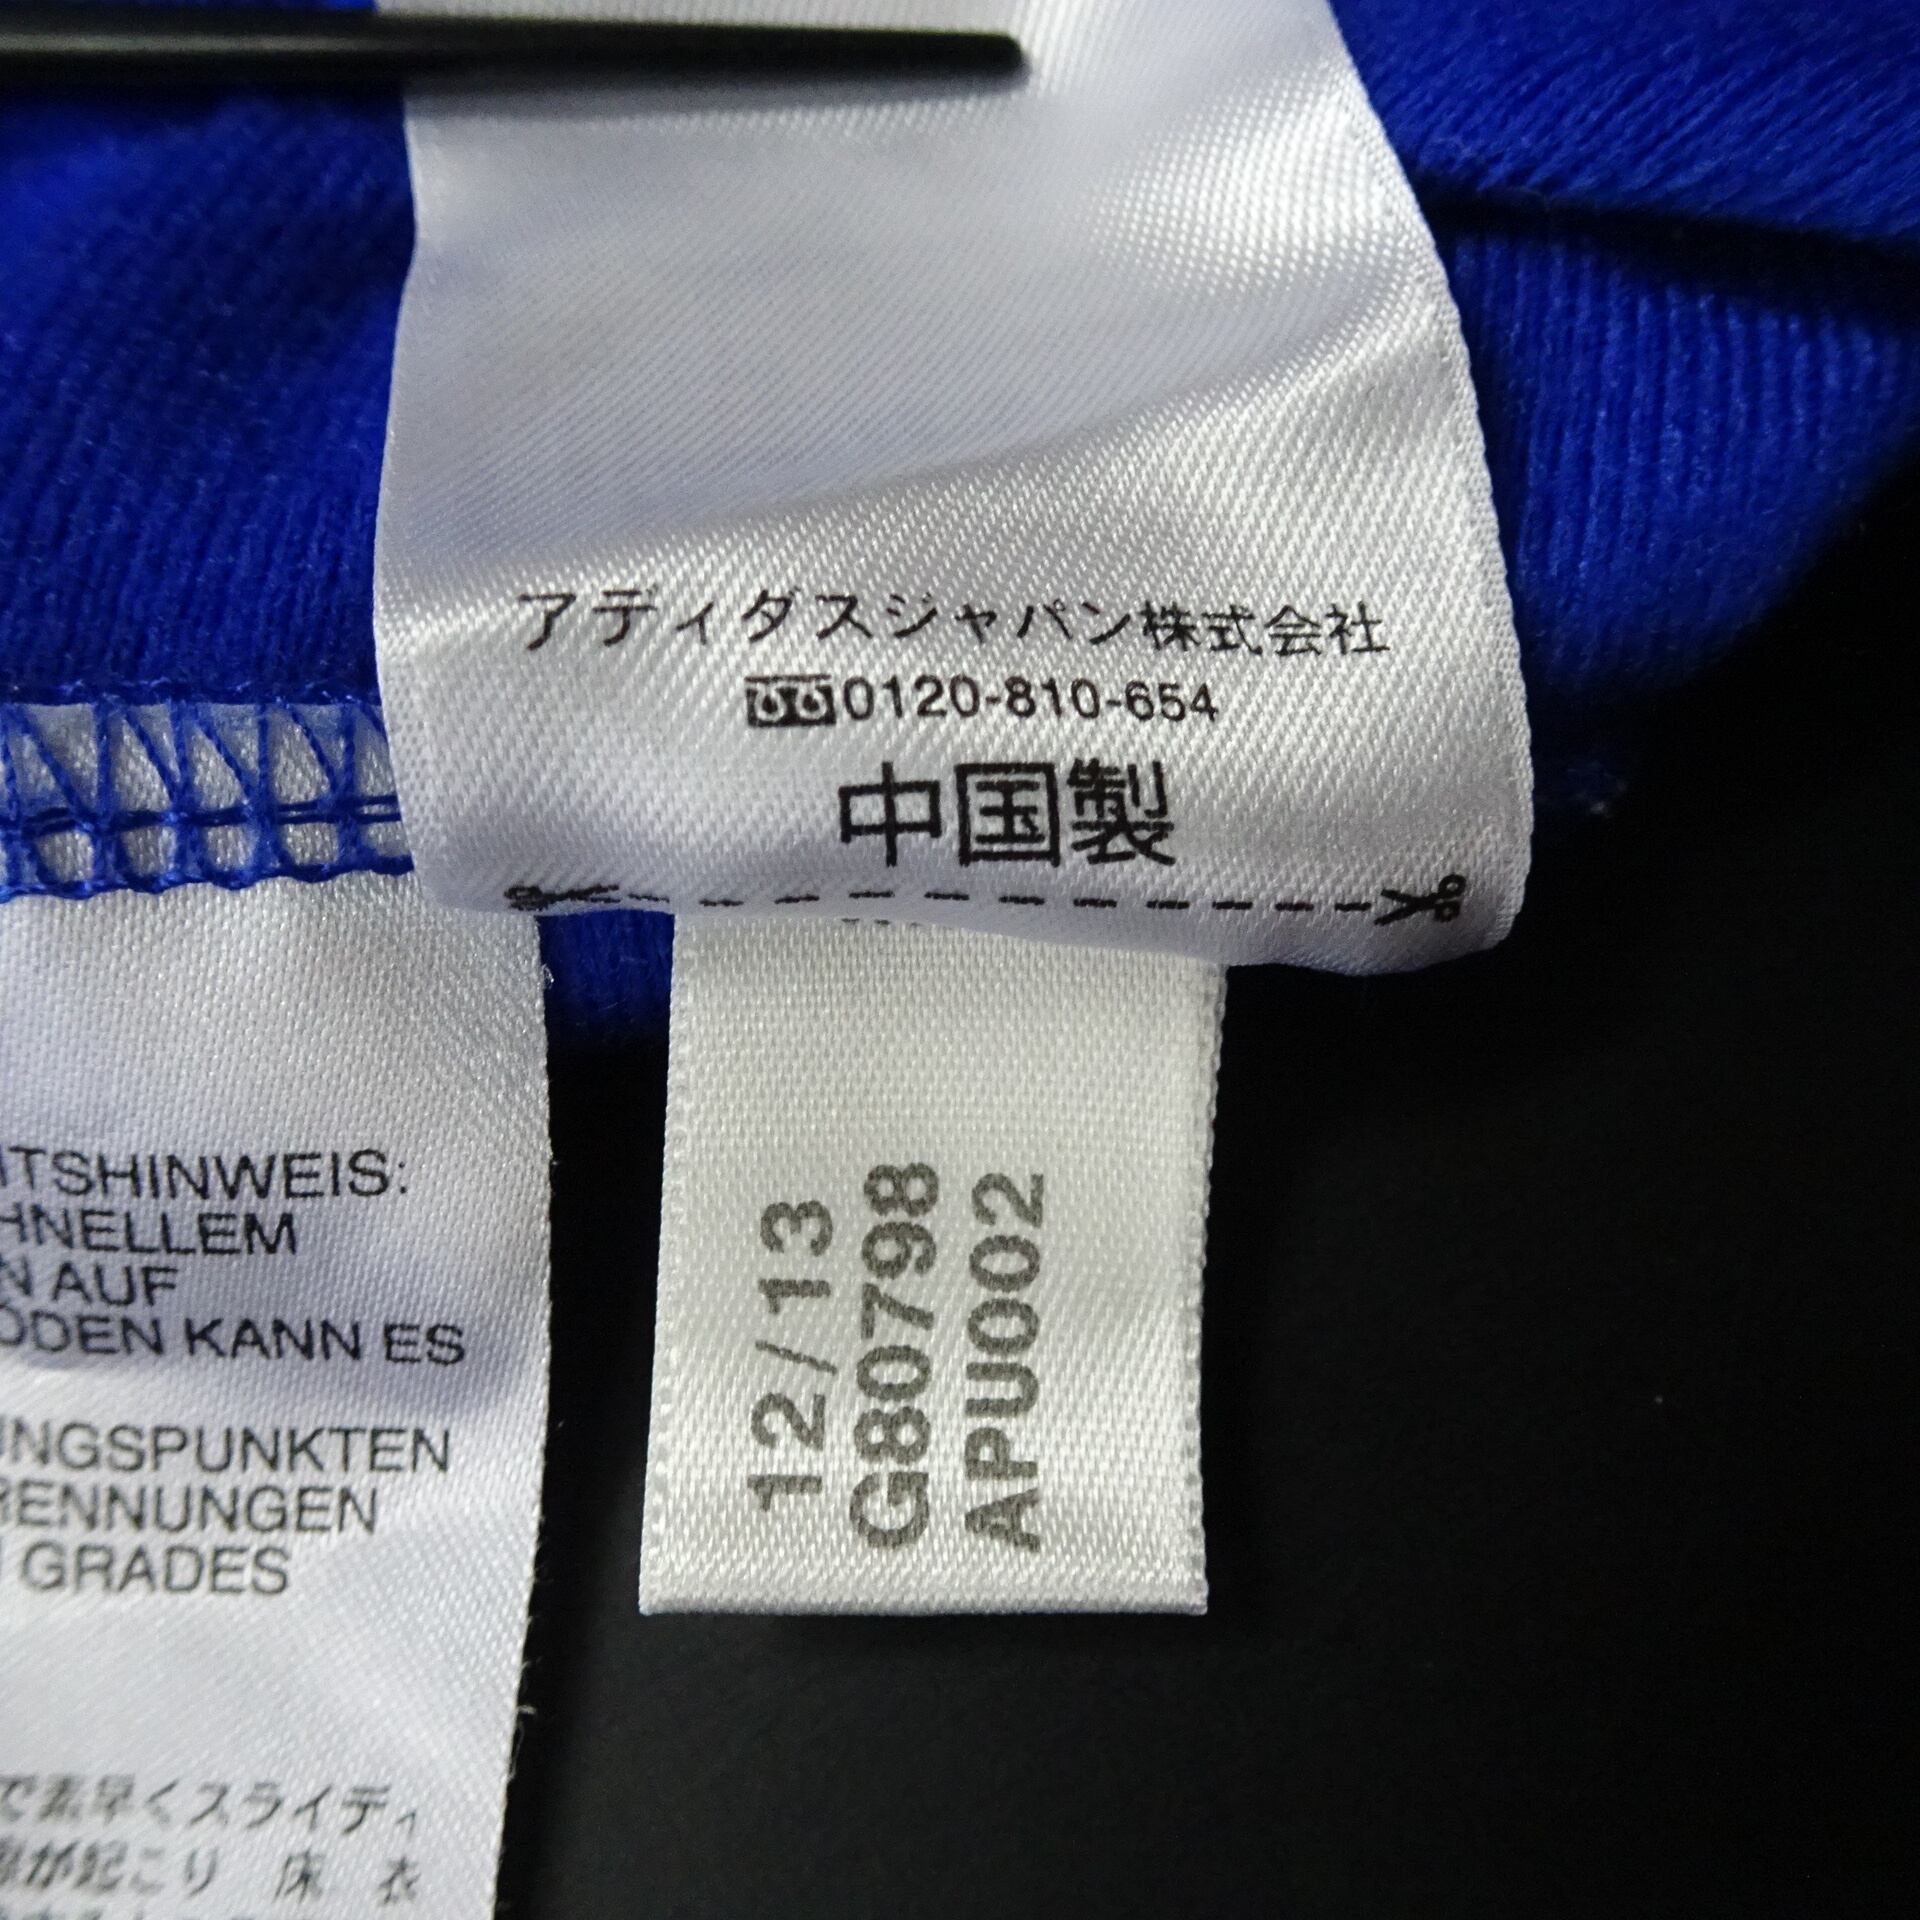 アディダスジャパン株式会社
0120-810-654
中国製
12/13
G80798
APU002
ITSHINWEIS:
HNELLEM
N AUF
ODEN KANN ES
UNGSPUNKTEN
RENNUNGEN
GRADES
で素早くスライディ
が起こり 床 衣